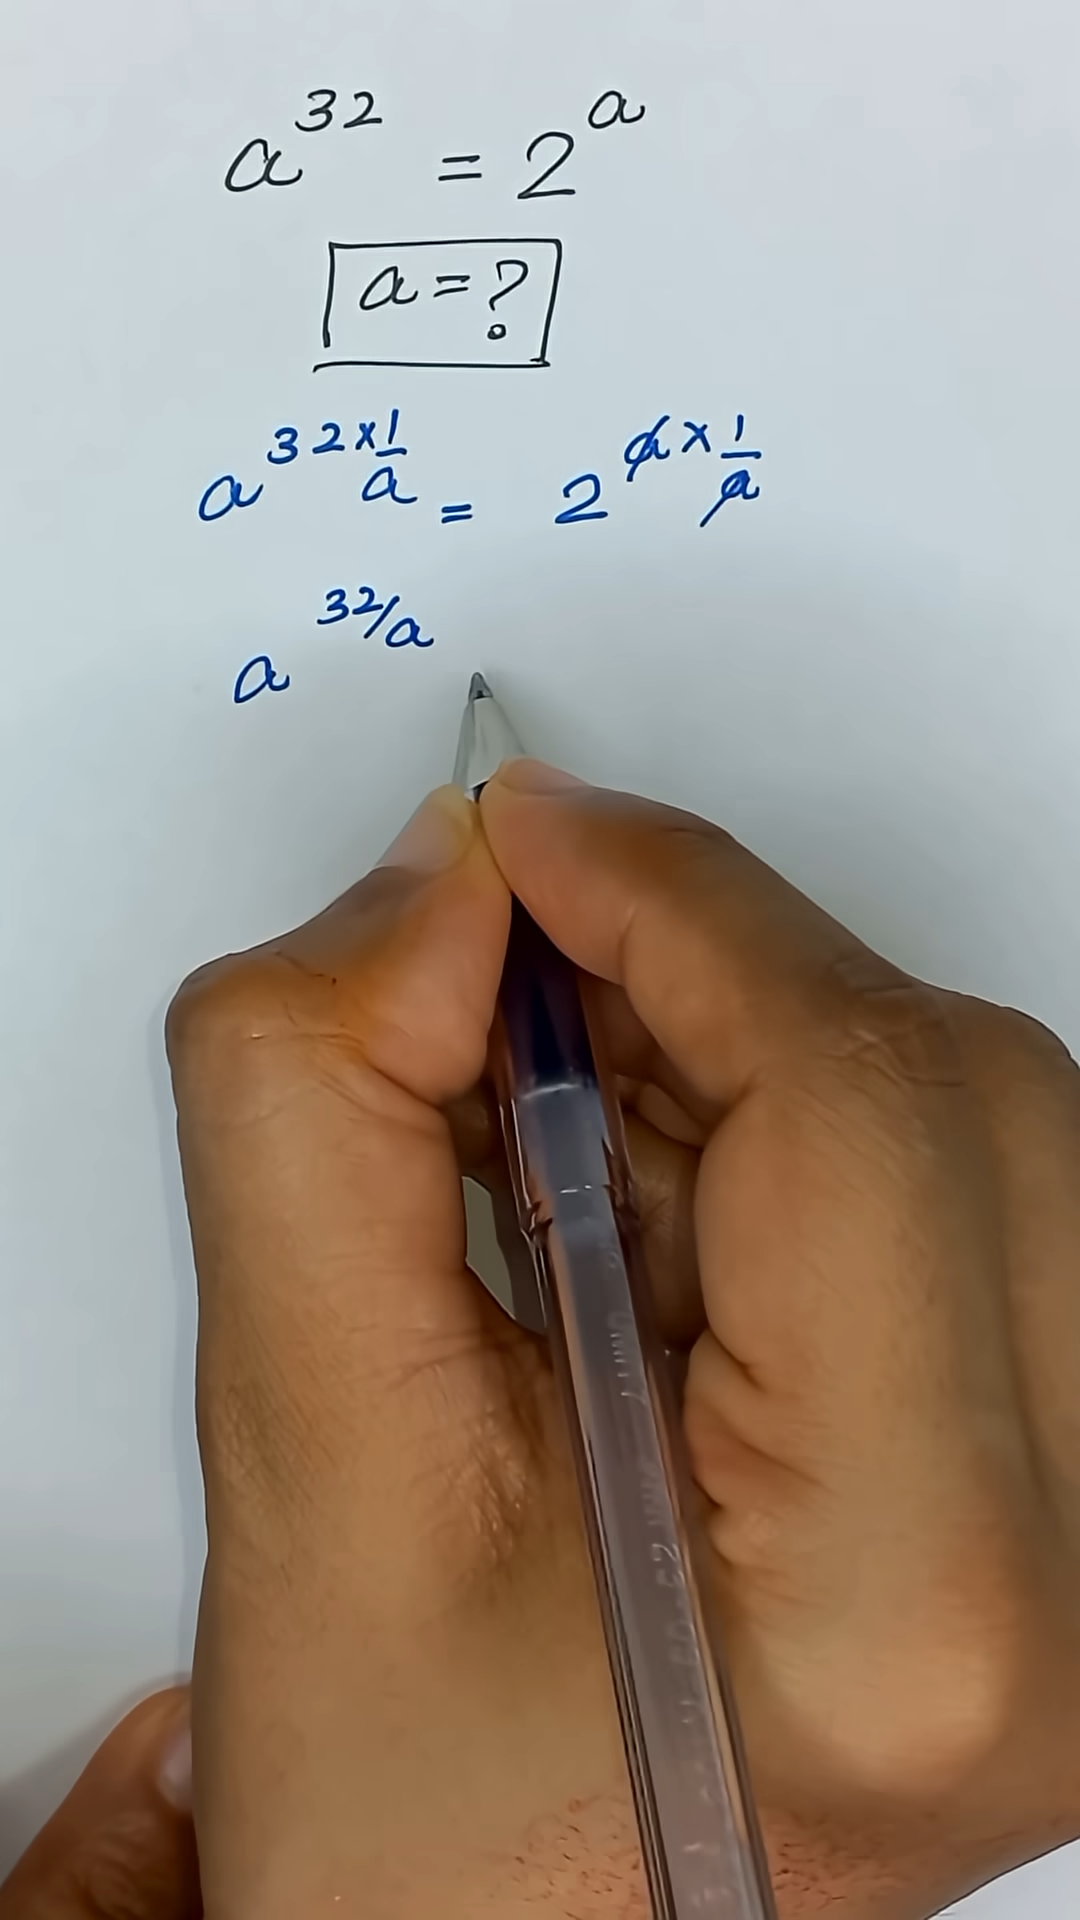 a^32 = 2^a
a = ?
a^(32 × 1/a) = 2^(a × 1/a)
a^(32/a)